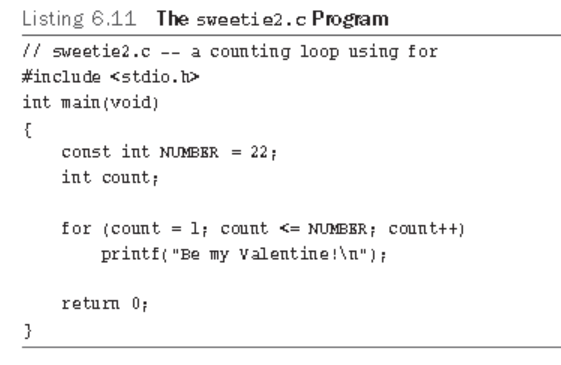 Listing 6.11 The sweetie2.c Program
// sweetie2.c -- a counting loop using for
#include <stdio.h>
int main(void)
{
    const int NUMBER = 22;
    int count;

    for (count = 1; count <= NUMBER; count++)
        printf("Be my Valentine!\n");

    return 0;
}